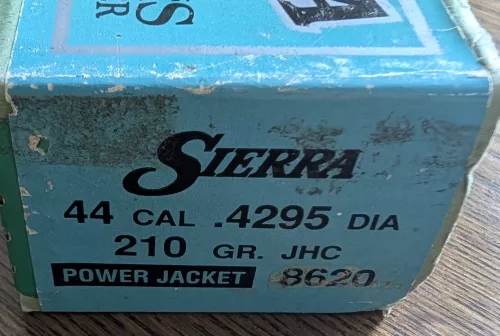 SIERRA
44 CAL .4295 DIA
210 GR. JHC
POWER JACKET 8620